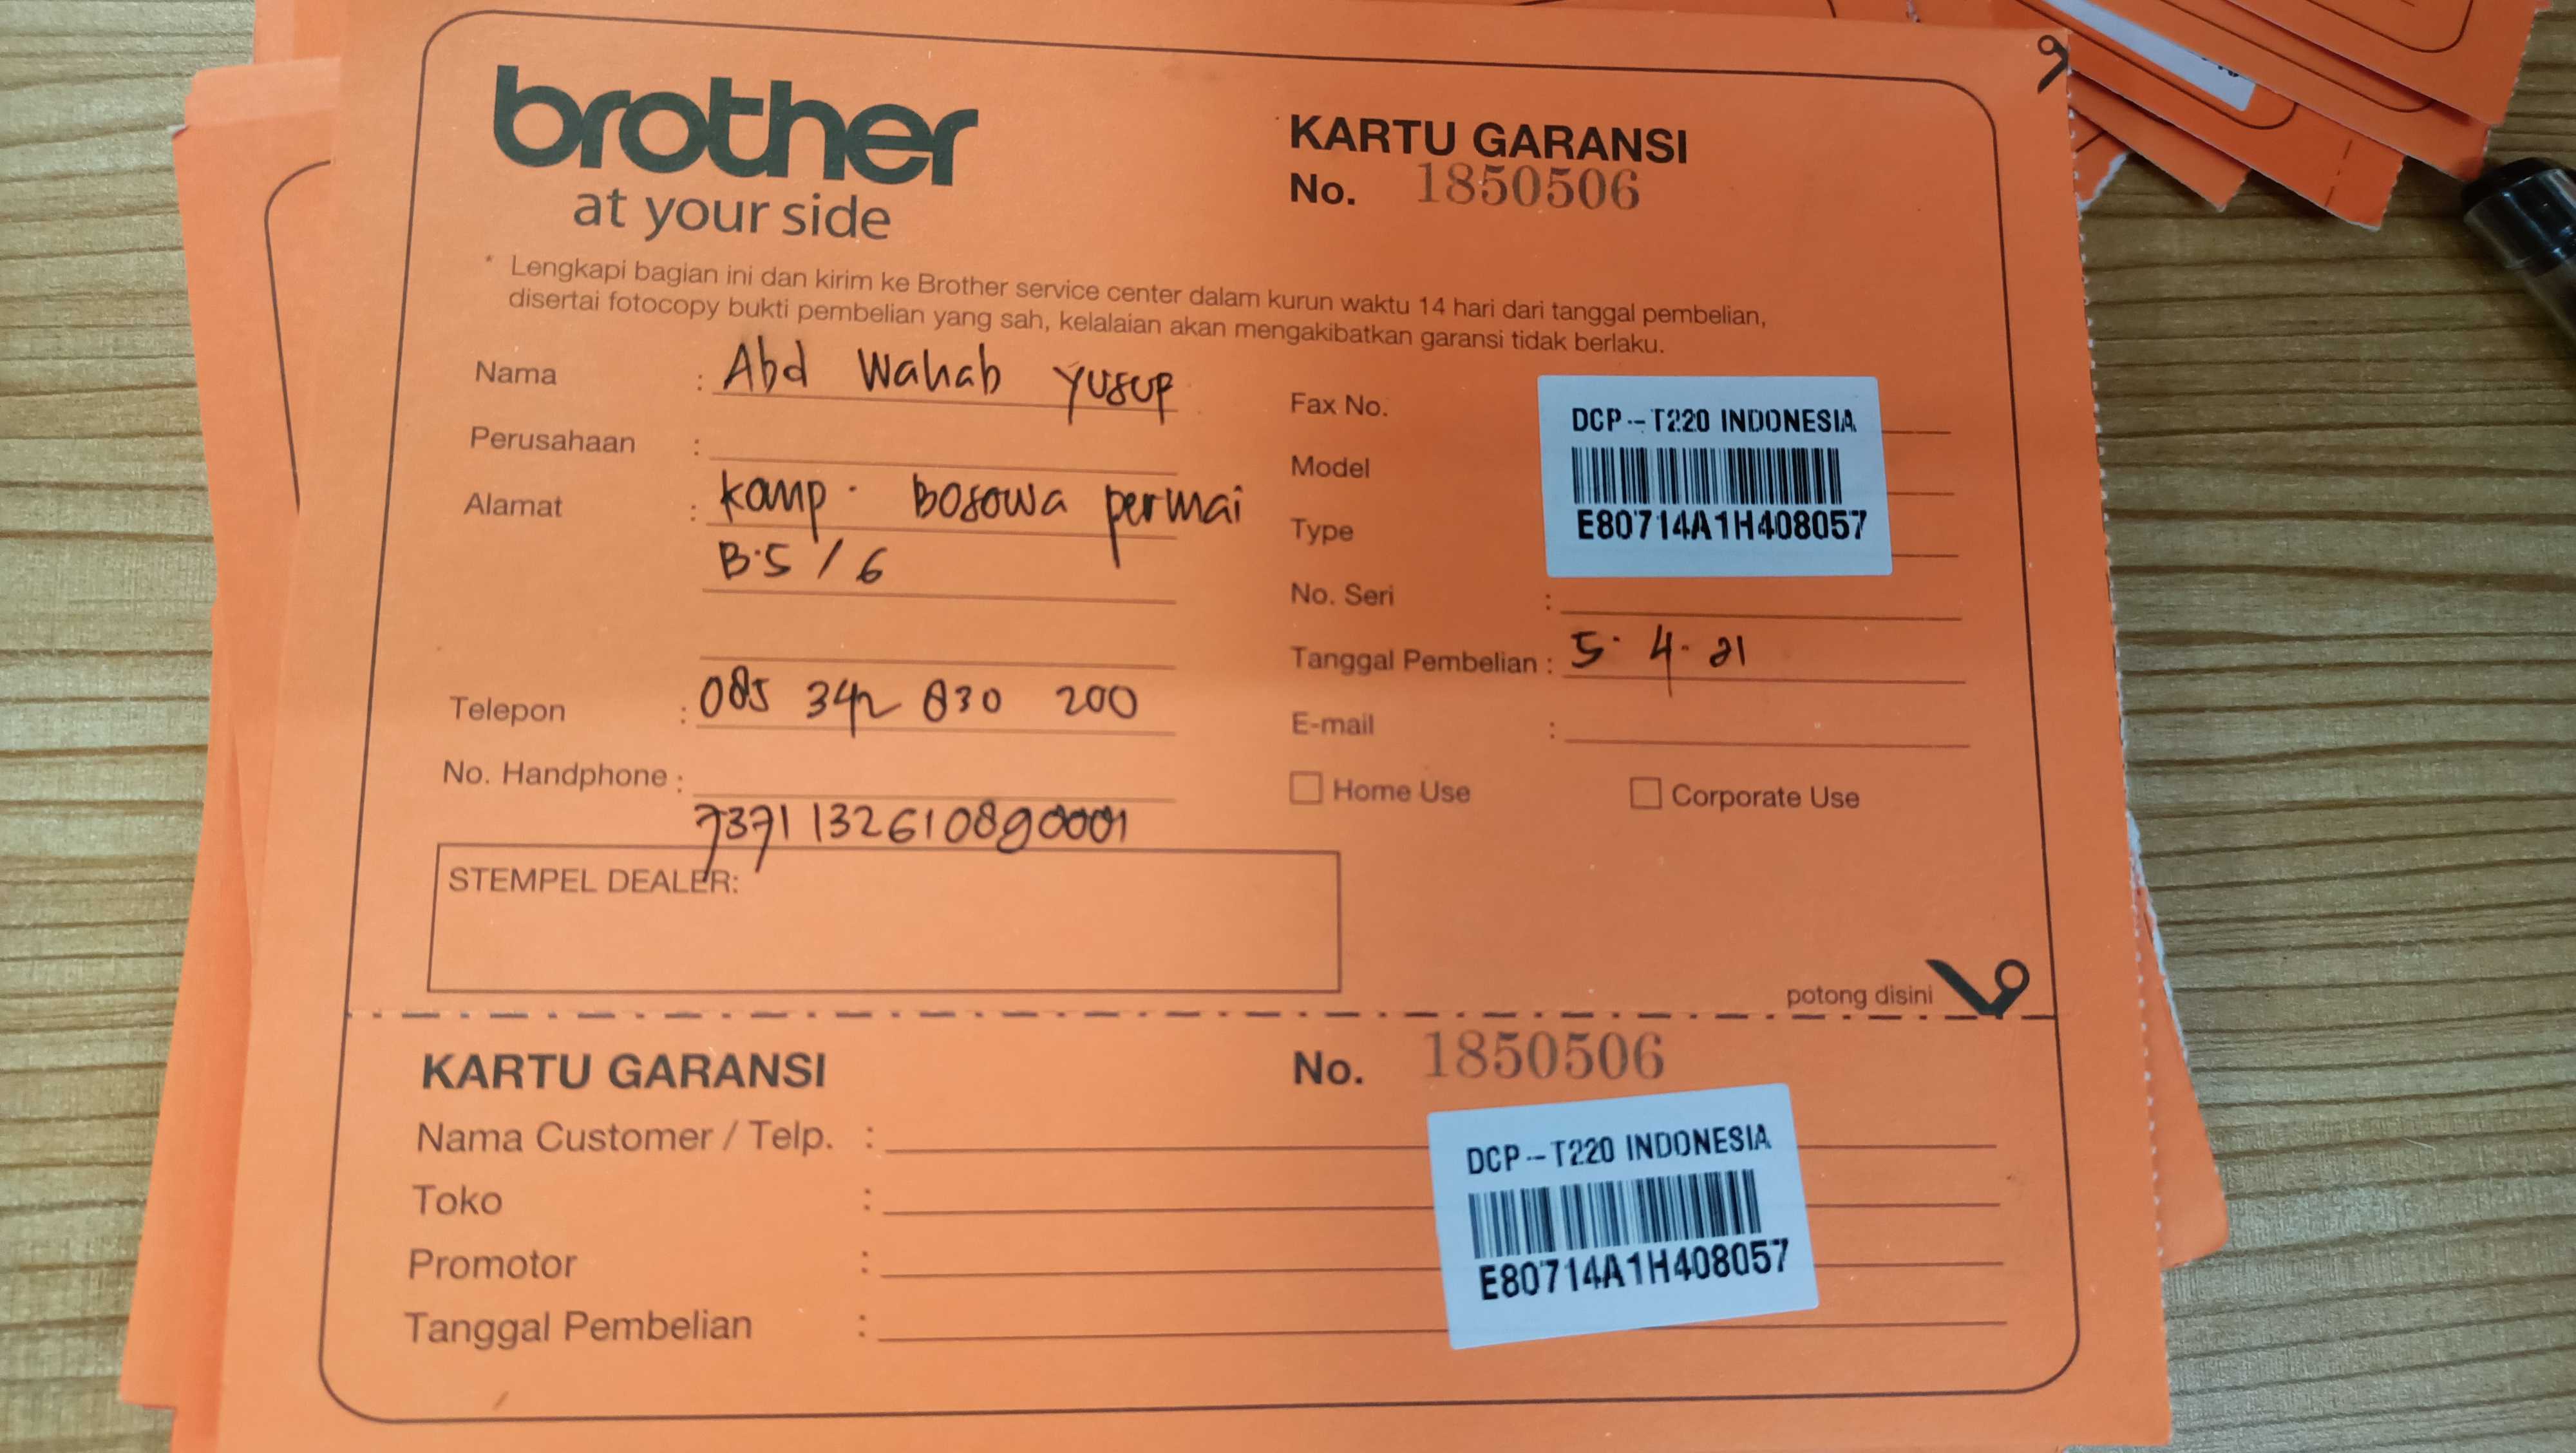 brother
at your side
KARTU GARANSI
No. 1850506
* Lengkapi bagian ini dan kirim ke Brother service center dalam kurun waktu 14 hari dari tanggal pembelian,
disertai fotocopy bukti pembelian yang sah, kelalaian akan mengakibatkan garansi tidak berlaku.
Nama : Abd Wahab Yusup
Perusahaan :
Alamat : Komp. Bosowa permai
B.5 / 6
Telepon : 085 342 830 200
No. Handphone :
7371132610890001
STEMPEL DEALER:
Fax No.
Model
Type
DCP-T220 INDONESIA
E80714A1H408057
No. Seri :
Tanggal Pembelian : 5. 4. 21
E-mail :
Home Use Corporate Use
potong disini
KARTU GARANSI
No. 1850506
Nama Customer / Telp. :
Toko :
Promotor :
Tanggal Pembelian :
DCP-T220 INDONESIA
E80714A1H408057